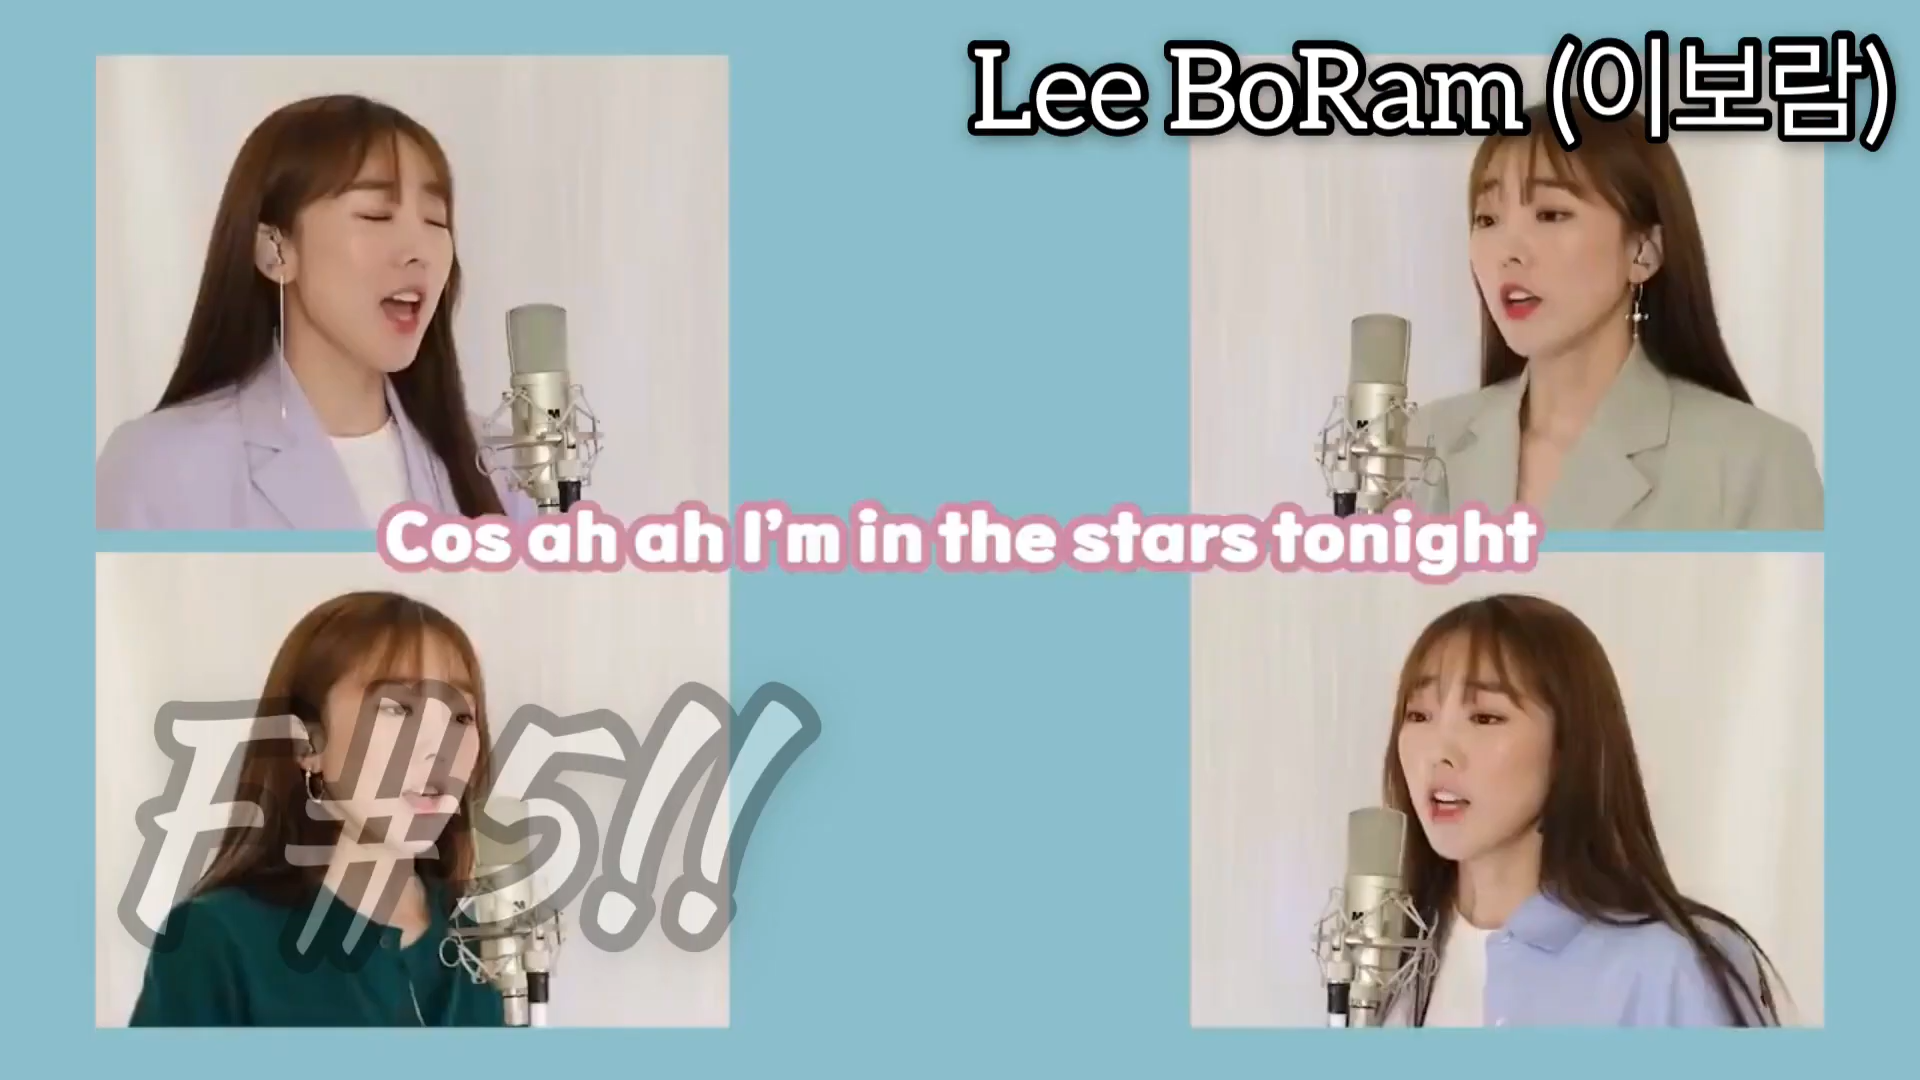 Lee BoRam (이보람)
Cos ah ah I'm in the stars tonight
F#5!!